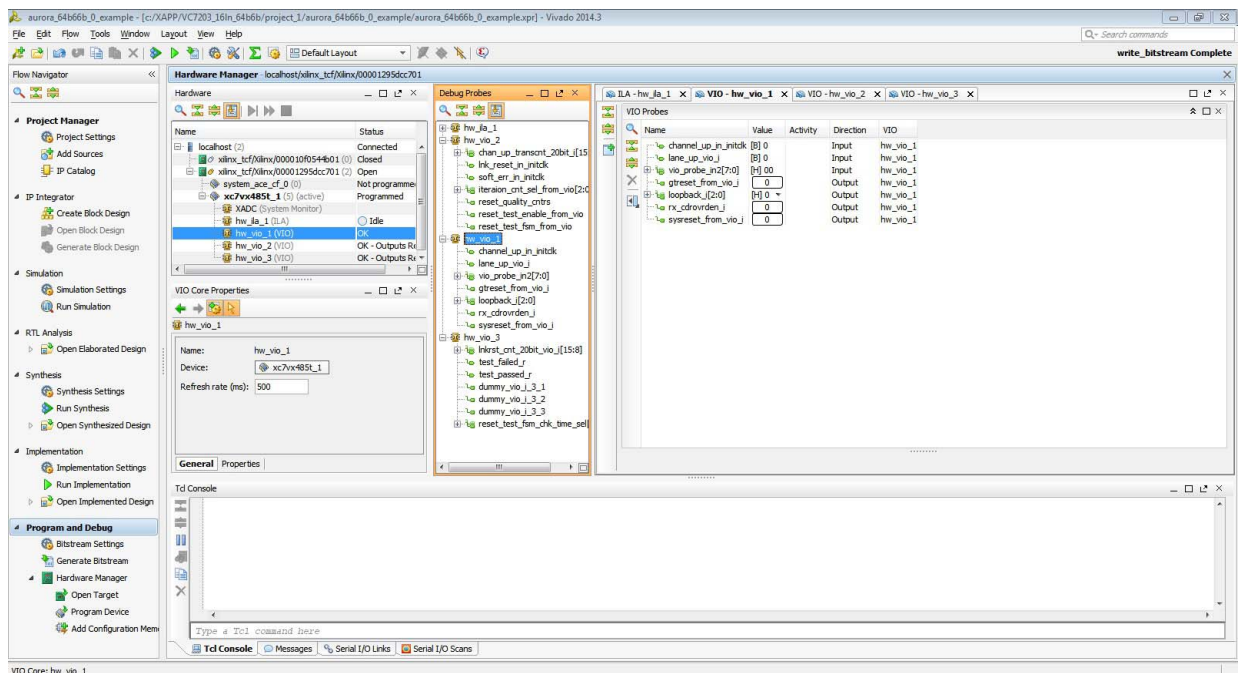 aurora_64b66b_0_example - [c:/XAPP/VC7203_16ln_64b6b/project_1/aurora_64b66b_0_example/aurora_64b66b_0_example.xpr] - Vivado 2014.3
File Edit Flow Tools Window Layout View Help
Search commands
Default Layout
write_bitstream Complete
Flow Navigator
Project Manager
Project Settings
Add Sources
IP Catalog
IP Integrator
Create Block Design
Open Block Design
Generate Block Design
Simulation
Simulation Settings
Run Simulation
RTL Analysis
Open Elaborated Design
Synthesis
Synthesis Settings
Run Synthesis
Open Synthesized Design
Implementation
Implementation Settings
Run Implementation
Open Implemented Design
Program and Debug
Bitstream Settings
Generate Bitstream
Hardware Manager
Open Target
Program Device
Add Configuration Mem
Hardware Manager - localhost/xilinx_tcf/Xilinx/00001295dcc701
Hardware
Name Status
localhost (2) Connected
xilinx_tcf/Xilinx/000010f0544b01 (0) Closed
xilinx_tcf/Xilinx/00001295dcc701 (2) Open
system_ace_cf_0 (0) Not programme
xc7vx485t_1 (5) (active) Programmed
XADC (System Monitor)
hw_ila_1 (ILA) Idle
hw_vio_1 (VIO) OK
hw_vio_2 (VIO) OK - Outputs Re
hw_vio_3 (VIO) OK - Outputs Re
VIO Core Properties
hw_vio_1
Name: hw_vio_1
Device: xc7vx485t_1
Refresh rate (ms): 500
General Properties
Debug Probes
hw_ila_1
hw_vio_2
chan_up_transcnt_20bit_i[15
lnk_reset_in_initclk
soft_err_in_initclk
iteraion_cnt_sel_from_vio[2:0
reset_quality_cntrs
reset_test_enable_from_vio
reset_test_fsm_from_vio
hw_vio_1
channel_up_in_initclk
lane_up_vio_i
vio_probe_in2[7:0]
gtreset_from_vio_i
loopback_i[2:0]
rx_cdrovrden_i
sysreset_from_vio_i
hw_vio_3
lnkrst_cnt_20bit_vio_i[15:8]
test_failed_r
test_passed_r
dummy_vio_i_3_1
dummy_vio_i_3_2
dummy_vio_i_3_3
reset_test_fsm_chk_time_sel
ILA - hw_ila_1 VIO - hw_vio_1 VIO - hw_vio_2 VIO - hw_vio_3
VIO Probes
Name Value Activity Direction VIO
channel_up_in_initclk [B] 0 Input hw_vio_1
lane_up_vio_i [B] 0 Input hw_vio_1
vio_probe_in2[7:0] [H] 00 Input hw_vio_1
gtreset_from_vio_i 0 Output hw_vio_1
loopback_i[2:0] [H] 0 Output hw_vio_1
rx_cdrovrden_i 0 Output hw_vio_1
sysreset_from_vio_i 0 Output hw_vio_1
Tcl Console
Type a Tcl command here
Tcl Console Messages Serial I/O Links Serial I/O Scans
VIO Core: hw_vio_1